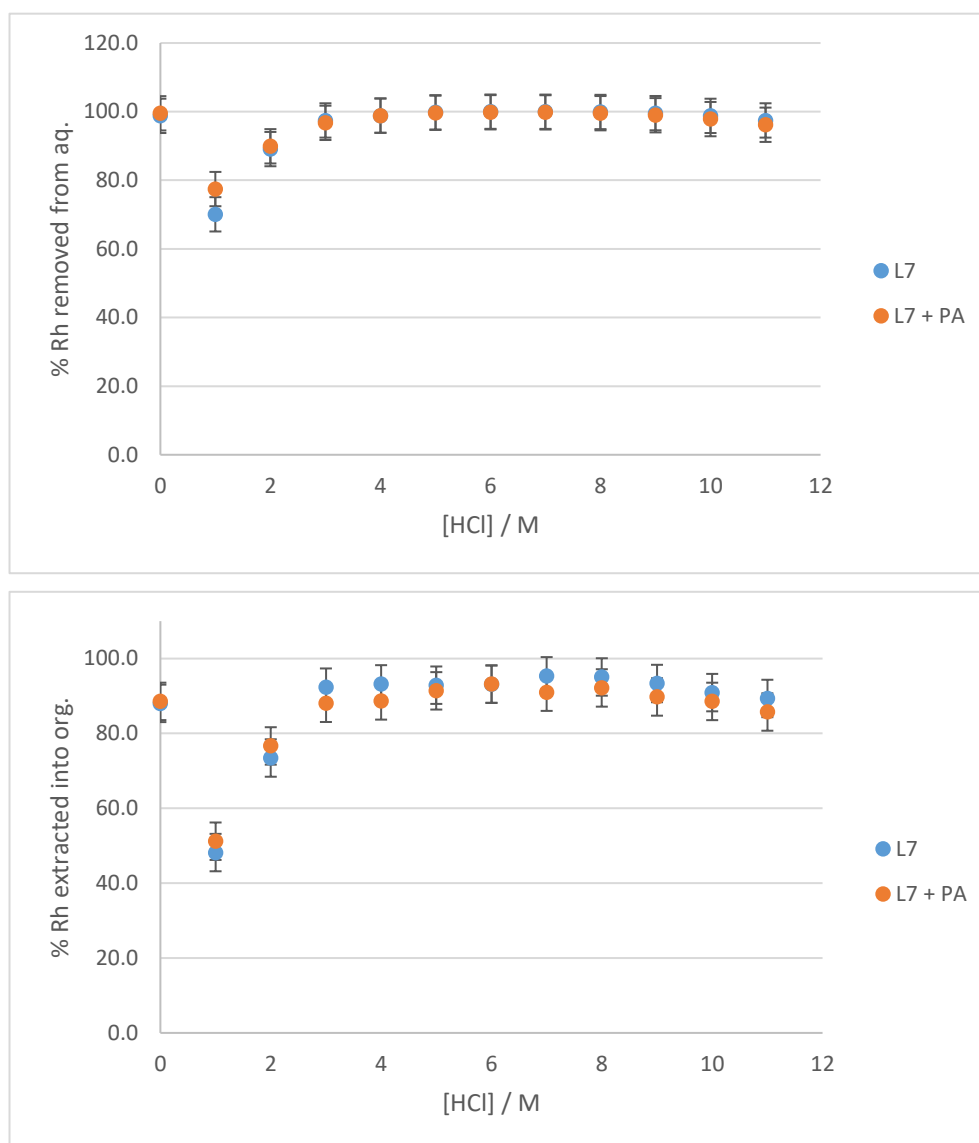 120.0
100.0
80.0
60.0
40.0
20.0
0.0
% Rh removed from aq.
0 2 4 6 8 10 12
[HCl] / M
L7
L7 + PA
100.0
80.0
60.0
40.0
20.0
0.0
% Rh extracted into org.
0 2 4 6 8 10 12
[HCl] / M
L7
L7 + PA